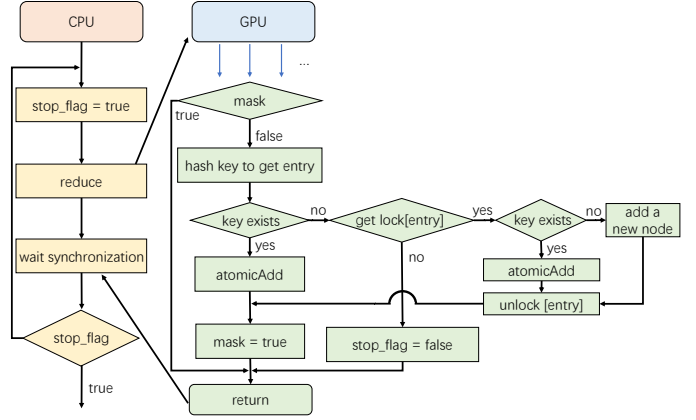 CPU
GPU
...
stop_flag = true
mask
true
false
hash key to get entry
reduce
key exists
no
get lock[entry]
yes
key exists
no
add a
new node
yes
no
yes
wait synchronization
atomicAdd
atomicAdd
unlock [entry]
stop_flag
mask = true
stop_flag = false
true
return